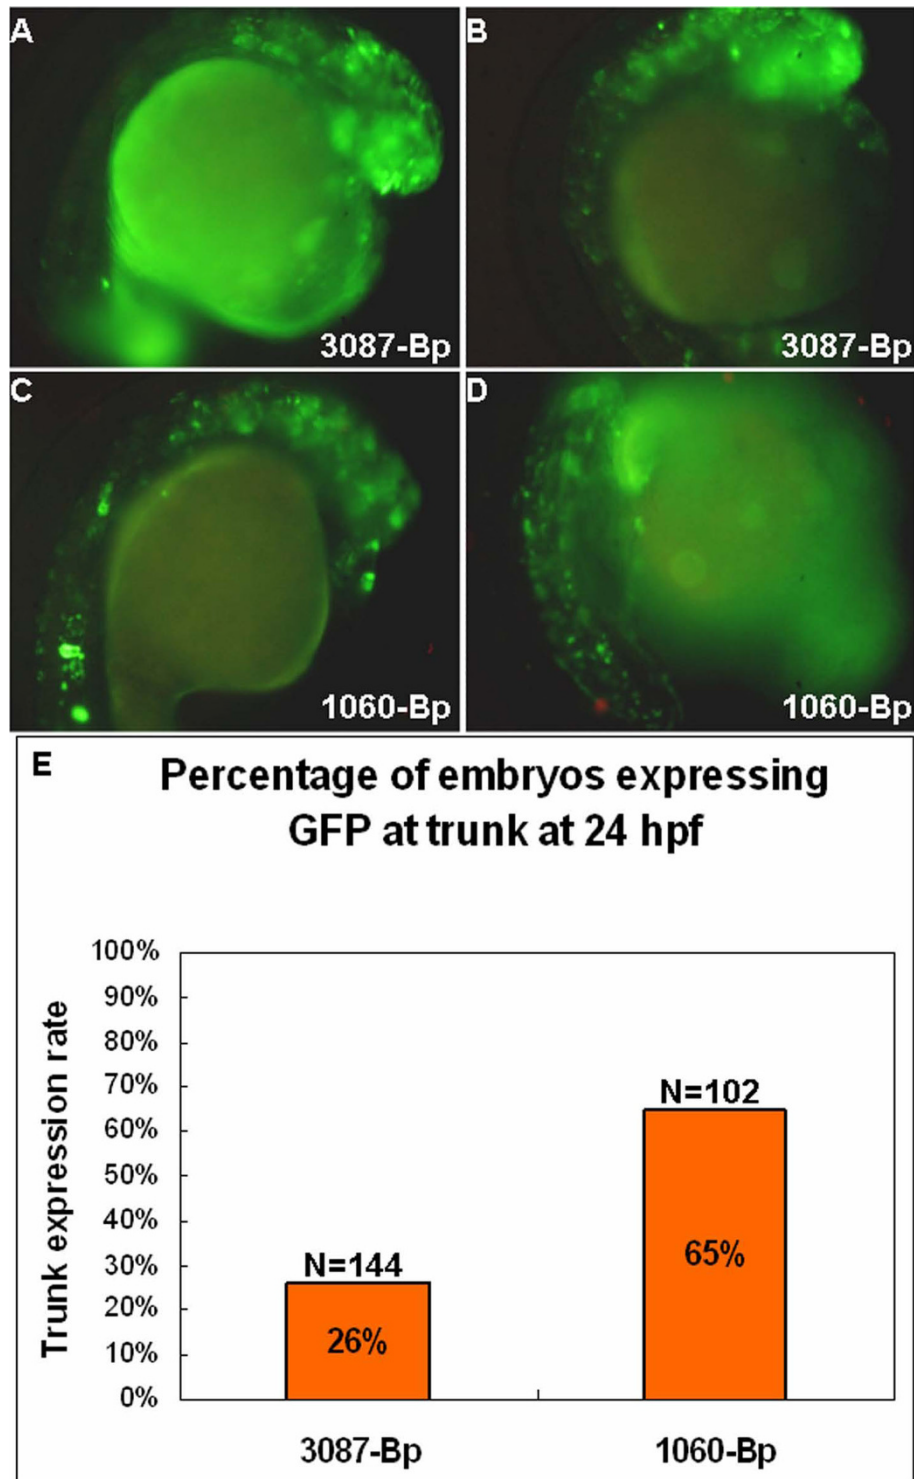 A
B
3087-Bp
3087-Bp
C
D
1060-Bp
1060-Bp
E
Percentage of embryos expressing
GFP at trunk at 24 hpf
Trunk expression rate
100%
90%
80%
70%
60%
50%
40%
30%
20%
10%
0%
N=144
26%
N=102
65%
3087-Bp
1060-Bp